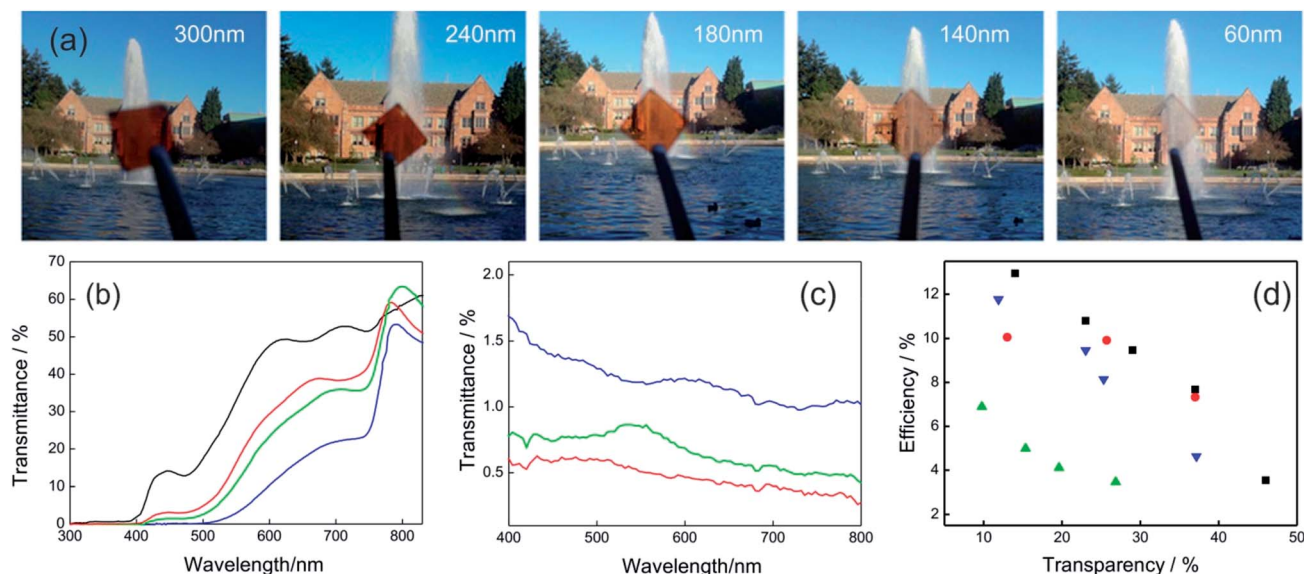 (a)
300nm
240nm
180nm
140nm
60nm
70
60
50
40
30
20
10
0
Transmittance / %
(b)
300
400
500
600
700
800
Wavelength/nm
2.0
1.5
1.0
0.5
Transmittance / %
(c)
400
500
600
700
800
Wavelength/nm
12
10
8
6
4
2
Efficiency / %
(d)
10
20
30
40
50
Transparency / %